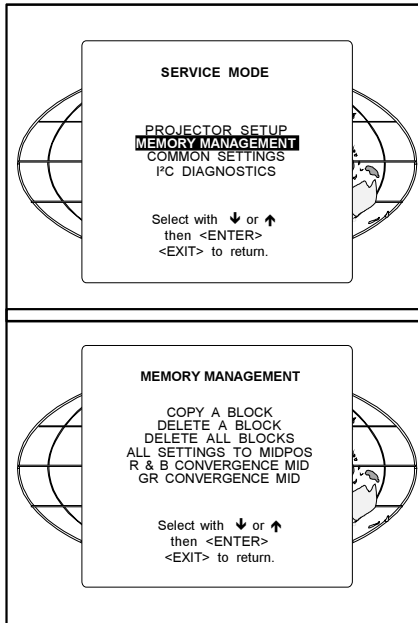 SERVICE MODE
PROJECTOR SETUP
MEMORY MANAGEMENT
COMMON SETTINGS
I²C DIAGNOSTICS
Select with ↓ or ↑
then <ENTER>
<EXIT> to return.
MEMORY MANAGEMENT
COPY A BLOCK
DELETE A BLOCK
DELETE ALL BLOCKS
ALL SETTINGS TO MIDPOS
R & B CONVERGENCE MID
GR CONVERGENCE MID
Select with ↓ or ↑
then <ENTER>
<EXIT> to return.